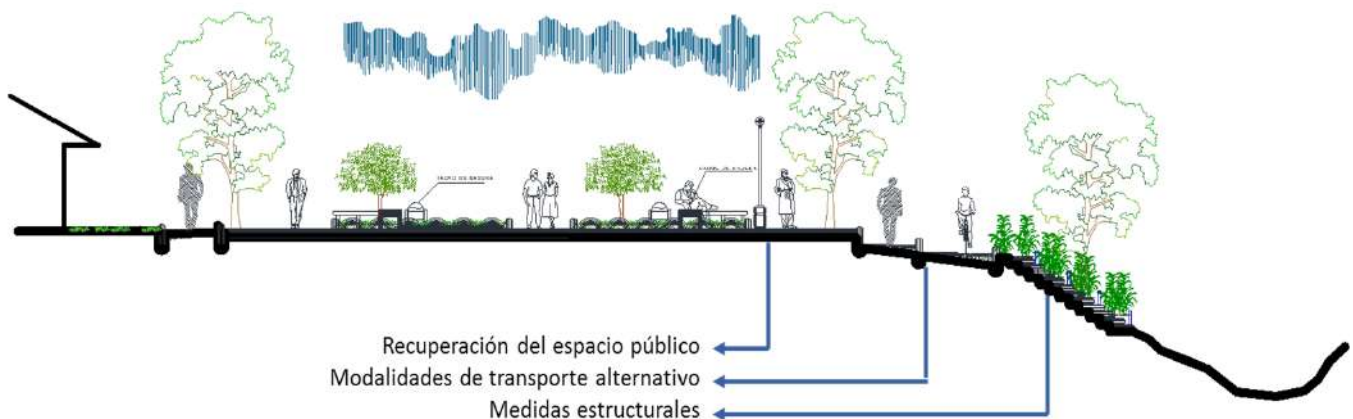 Recuperación del espacio público
Modalidades de transporte alternativo
Medidas estructurales